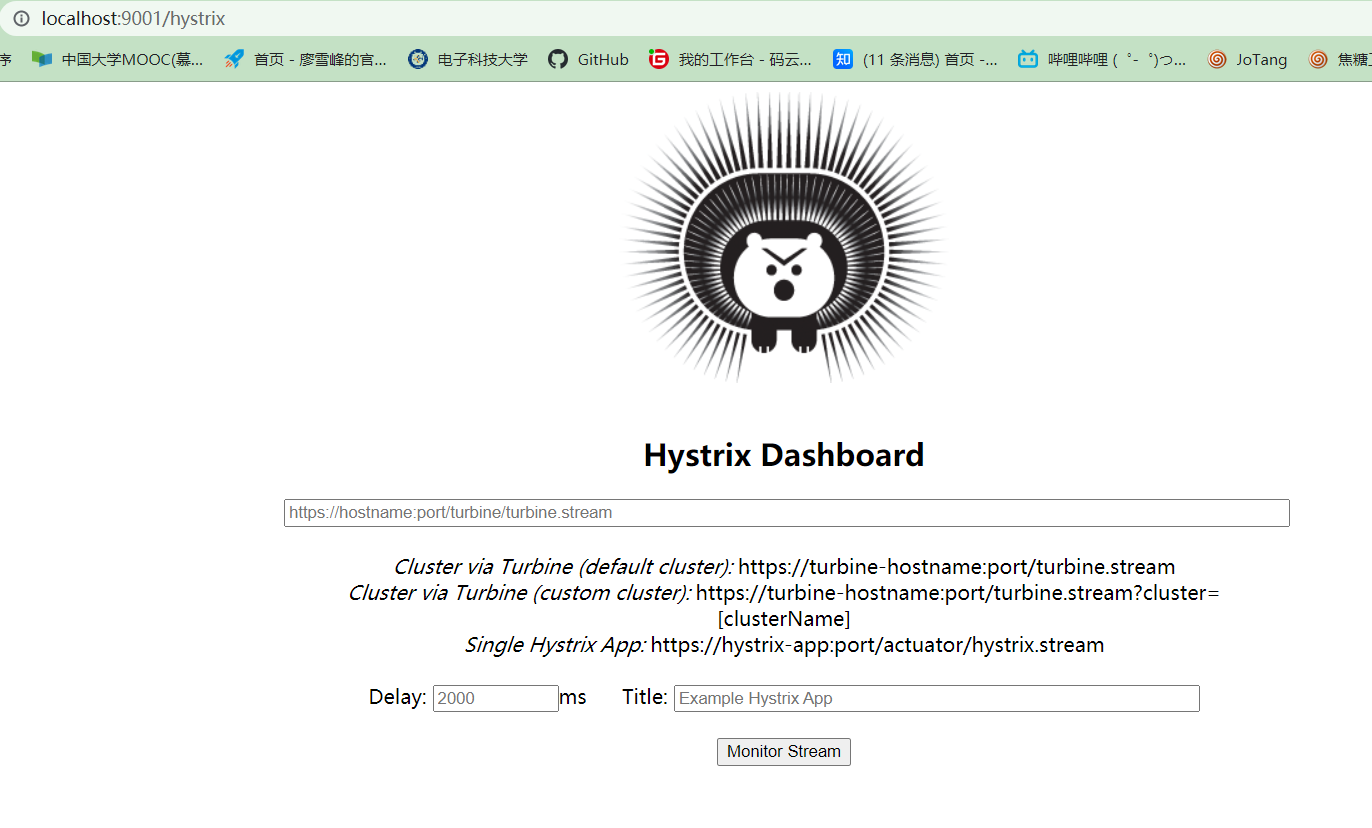 localhost:9001/hystrix
序 中国大学MOOC(慕... 首页 - 廖雪峰的官... 电子科技大学 GitHub G 我的工作台 - 码云... 知 (11 条消息) 首页 -... 哔哩哔哩 ( ゜- ゜)つ... JoTang 焦糖工
Hystrix Dashboard
https://hostname:port/turbine/turbine.stream
Cluster via Turbine (default cluster): https://turbine-hostname:port/turbine.stream
Cluster via Turbine (custom cluster): https://turbine-hostname:port/turbine.stream?cluster=
[clusterName]
Single Hystrix App: https://hystrix-app:port/actuator/hystrix.stream
Delay: 2000 ms Title: Example Hystrix App
Monitor Stream